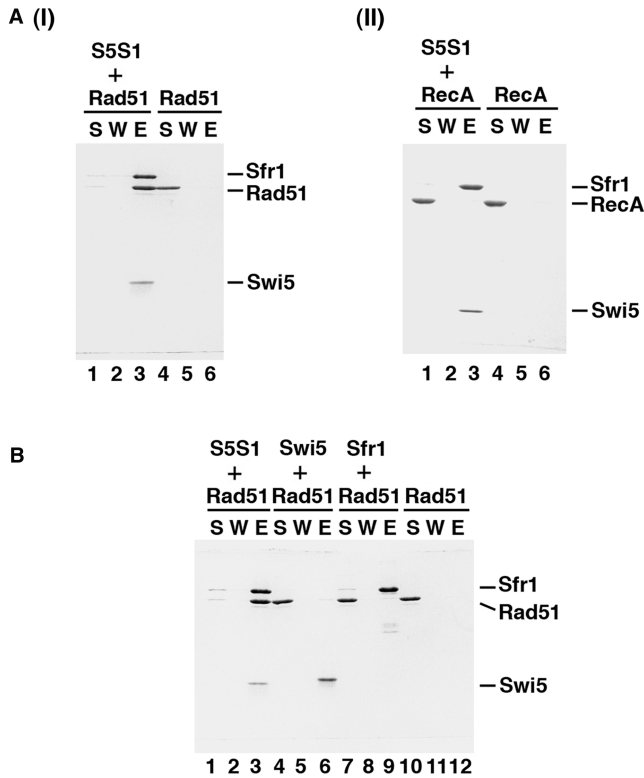 A (I)
S5S1
+
Rad51 Rad51
S W E S W E
Sfr1
Rad51
Swi5
1 2 3 4 5 6
(II)
S5S1
+
RecA RecA
S W E S W E
Sfr1
RecA
Swi5
1 2 3 4 5 6
B
S5S1 Swi5 Sfr1
+ + +
Rad51 Rad51 Rad51 Rad51
S W E S W E S W E S W E
Sfr1
Rad51
Swi5
1 2 3 4 5 6 7 8 9 10 11 12